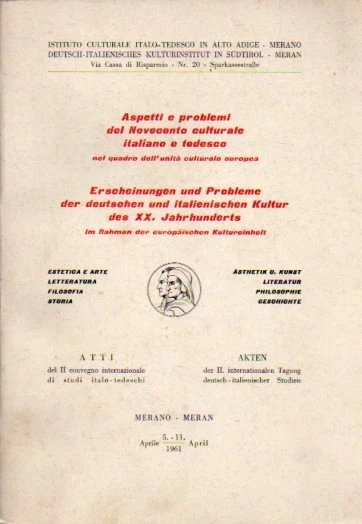 ISTITUTO CULTURALE ITALO-TEDESCO IN ALTO ADIGE - MERANO
DEUTSCH-ITALIENISCHES KULTURINSTITUT IN SÜDTIROL - MERAN
Via Cassa di Risparmio - Nr. 20 - Sparkassestraße
Aspetti e problemi
del Novecento culturale
italiano e tedesco
nel quadro dell'unità culturale europea
Erscheinungen und Probleme
der deutschen und italienischen Kultur
des XX. Jahrhunderts
im Rahmen der europäischen Kultureinheit
ESTETICA E ARTE
LETTERATURA
FILOSOFIA
STORIA
ÄSTHETIK U. KUNST
LITERATUR
PHILOSOPHIE
GESCHICHTE
ATTI
del II convegno internazionale
di studi italo-tedeschi
AKTEN
der II. internationalen Tagung
deutsch-italienischer Studien
MERANO - MERAN
Aprile 5. - 11. April
1961